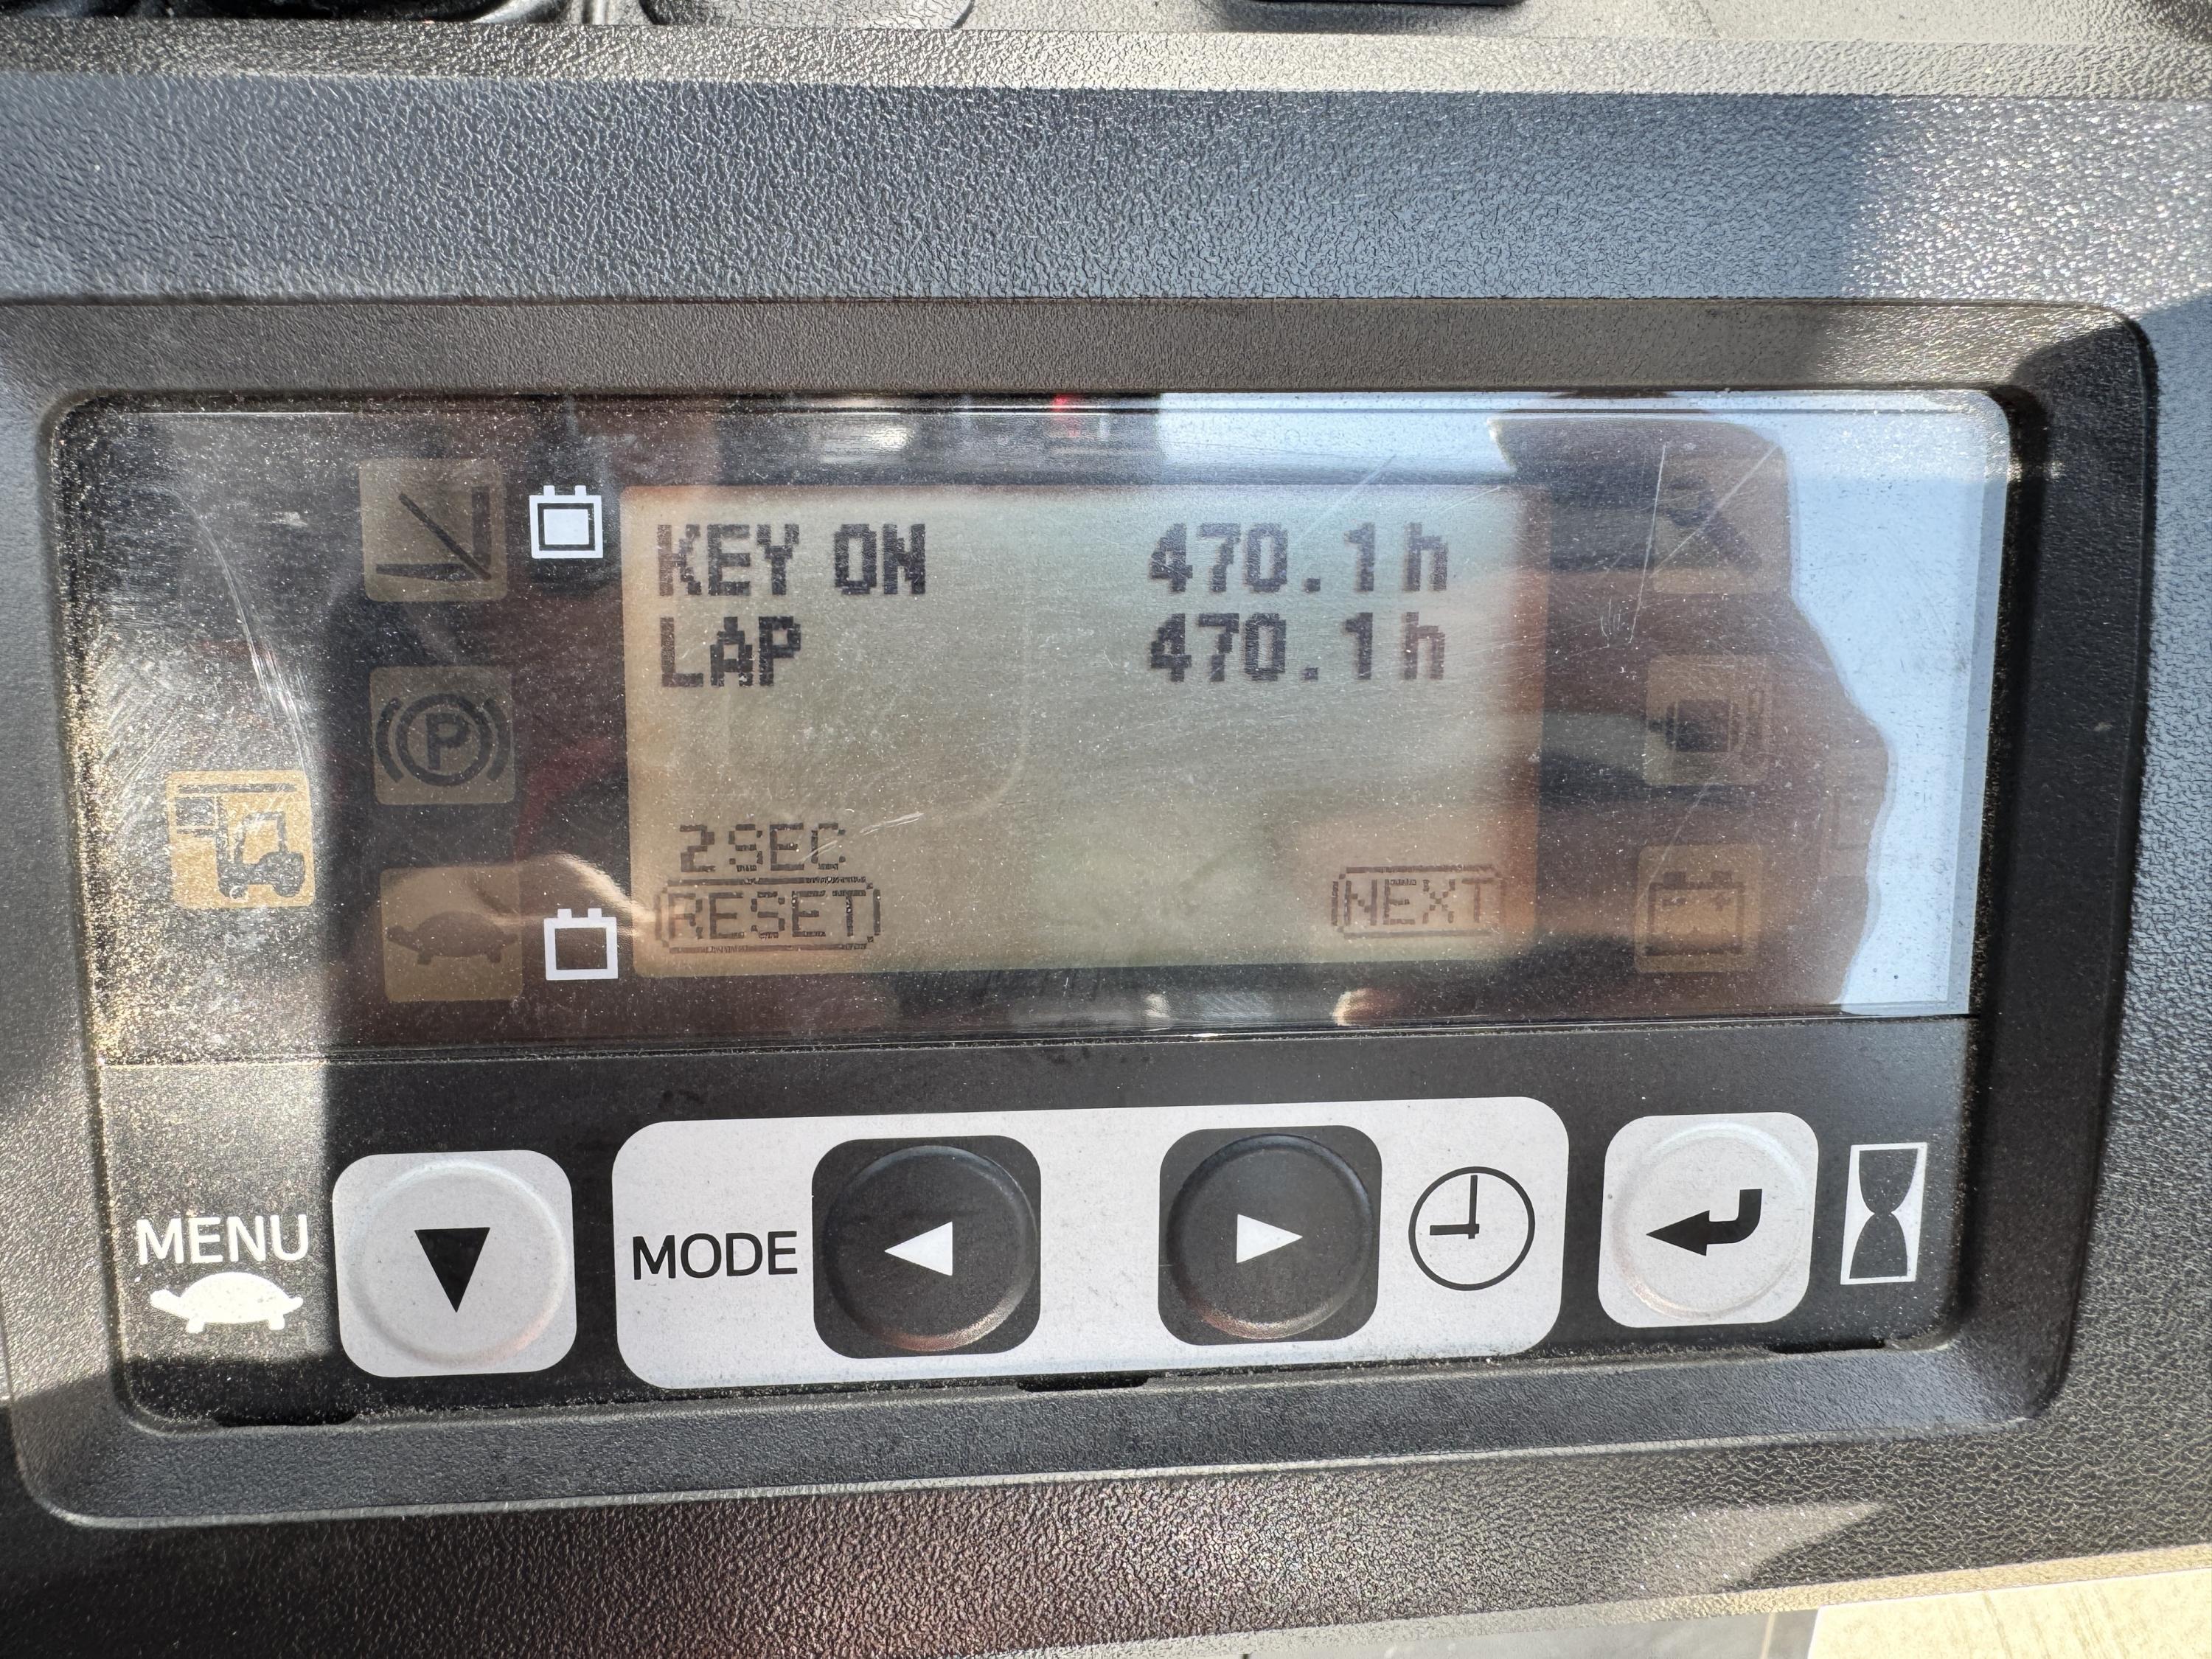 KEY ON 470.1h
LAP 470.1h
2SEC
RESET NEXT
P
MENU
MODE